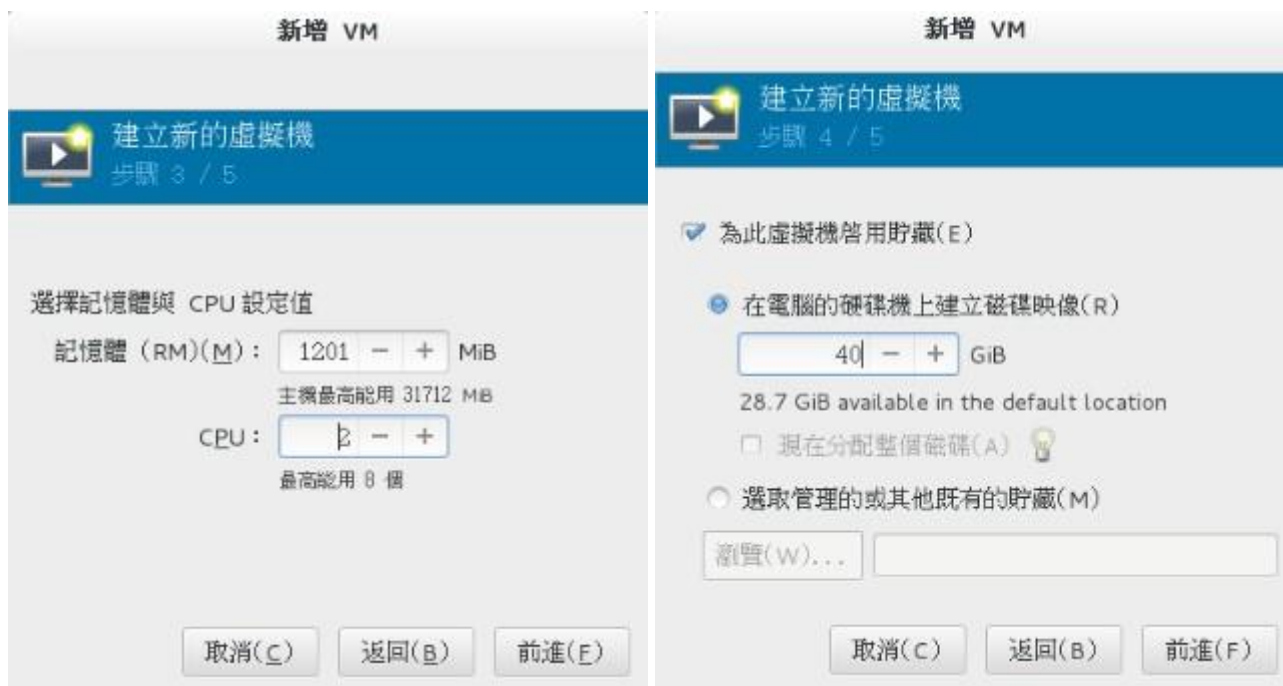 新增 VM
建立新的虛擬機
步驟 3 / 5
選擇記憶體與 CPU 設定值
記憶體 (RM)(M): 1201 − + MiB
主機最高能用 31712 MiB
CPU: 2 − +
最高能用 8 個
取消(C) 返回(B) 前進(F)
新增 VM
建立新的虛擬機
步驟 4 / 5
為此虛擬機啓用貯藏(E)
在電腦的硬碟機上建立磁碟映像(R)
40 − + GiB
28.7 GiB available in the default location
現在分配整個磁碟(A)
選取管理的或其他既有的貯藏(M)
瀏覽(W)...
取消(C) 返回(B) 前進(F)